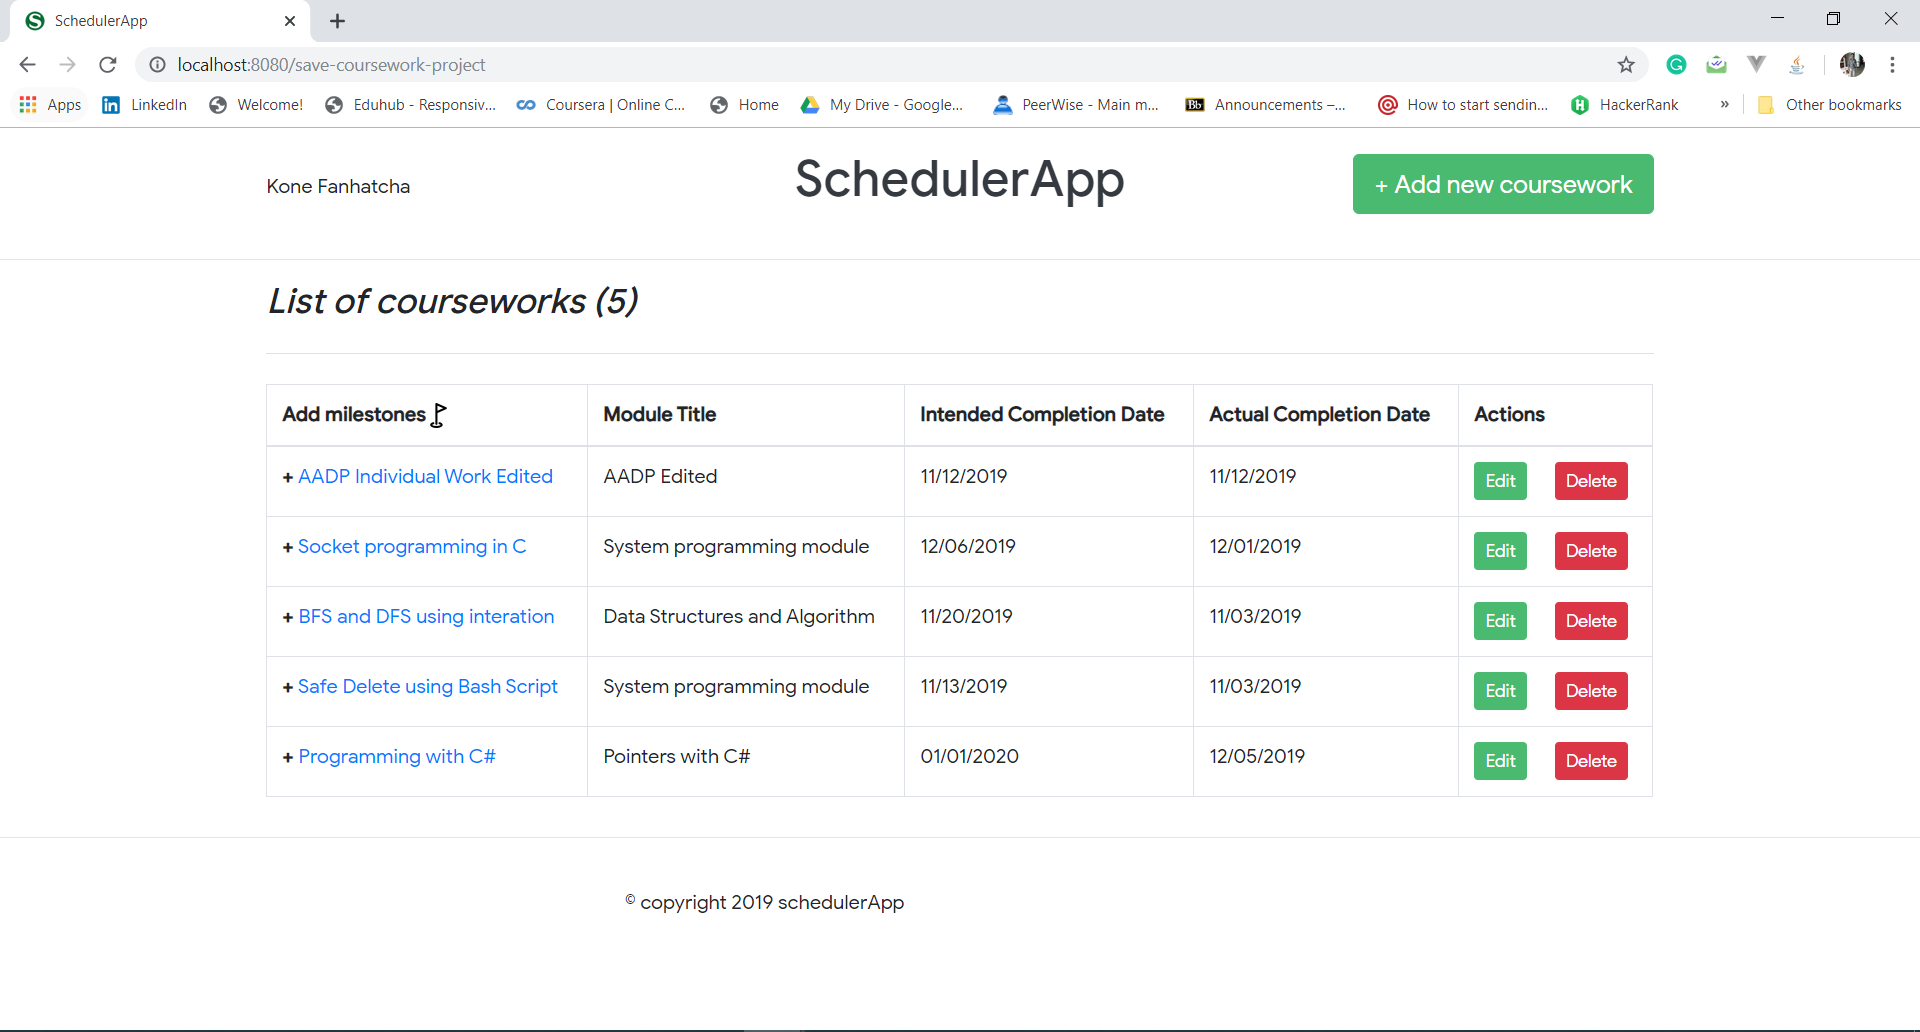 SchedulerApp
localhost:8080/save-coursework-project
Apps LinkedIn Welcome! Eduhub - Responsiv... Coursera | Online C... Home My Drive - Google... PeerWise - Main m... Bb Announcements –... How to start sendin... HackerRank » Other bookmarks
Kone Fanhatcha
SchedulerApp
+ Add new coursework
List of courseworks (5)
Add milestones Module Title Intended Completion Date Actual Completion Date Actions
+ AADP Individual Work Edited AADP Edited 11/12/2019 11/12/2019 Edit Delete
+ Socket programming in C System programming module 12/06/2019 12/01/2019 Edit Delete
+ BFS and DFS using interation Data Structures and Algorithm 11/20/2019 11/03/2019 Edit Delete
+ Safe Delete using Bash Script System programming module 11/13/2019 11/03/2019 Edit Delete
+ Programming with C# Pointers with C# 01/01/2020 12/05/2019 Edit Delete
© copyright 2019 schedulerApp